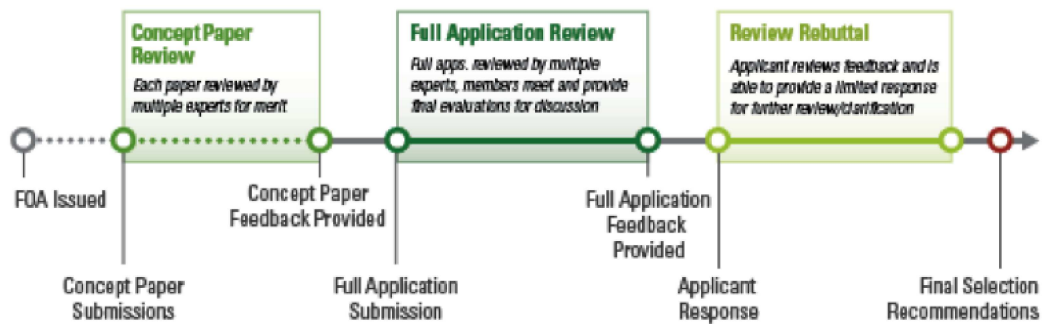 Concept Paper
Review
Each paper reviewed by
multiple experts for merit
Full Application Review
Full apps. reviewed by multiple
experts, members meet and provide
final evaluations for discussion
Review Rebuttal
Applicant reviews feedback and is
able to provide a limited response
for further review/clarification
FOA Issued
Concept Paper
Feedback Provided
Full Application
Feedback
Provided
Concept Paper
Submissions
Full Application
Submission
Applicant
Response
Final Selection
Recommendations